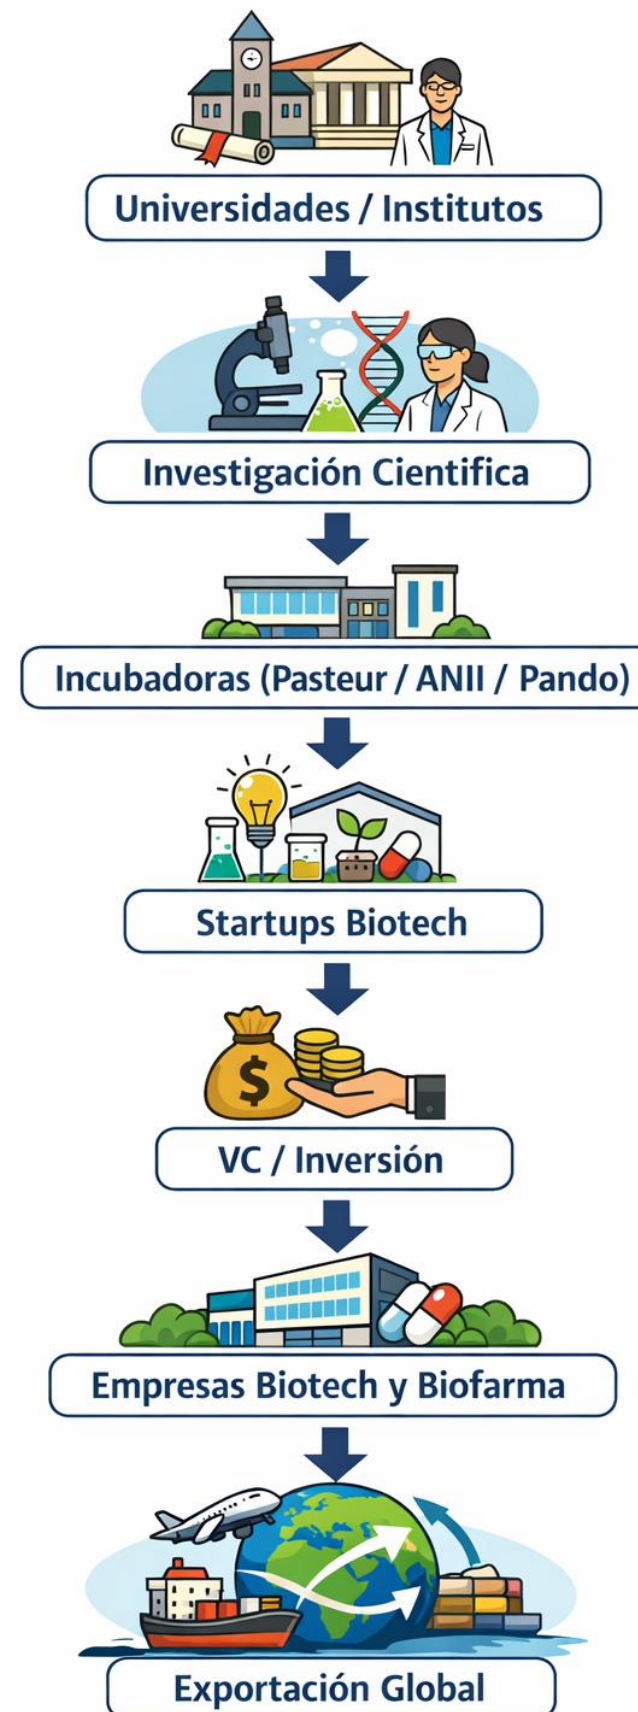 Universidades / Institutos
Investigación Cientifica
Incubadoras (Pasteur / ANII / Pando)
Startups Biotech
$
VC / Inversión
Empresas Biotech y Biofarma
Exportación Global